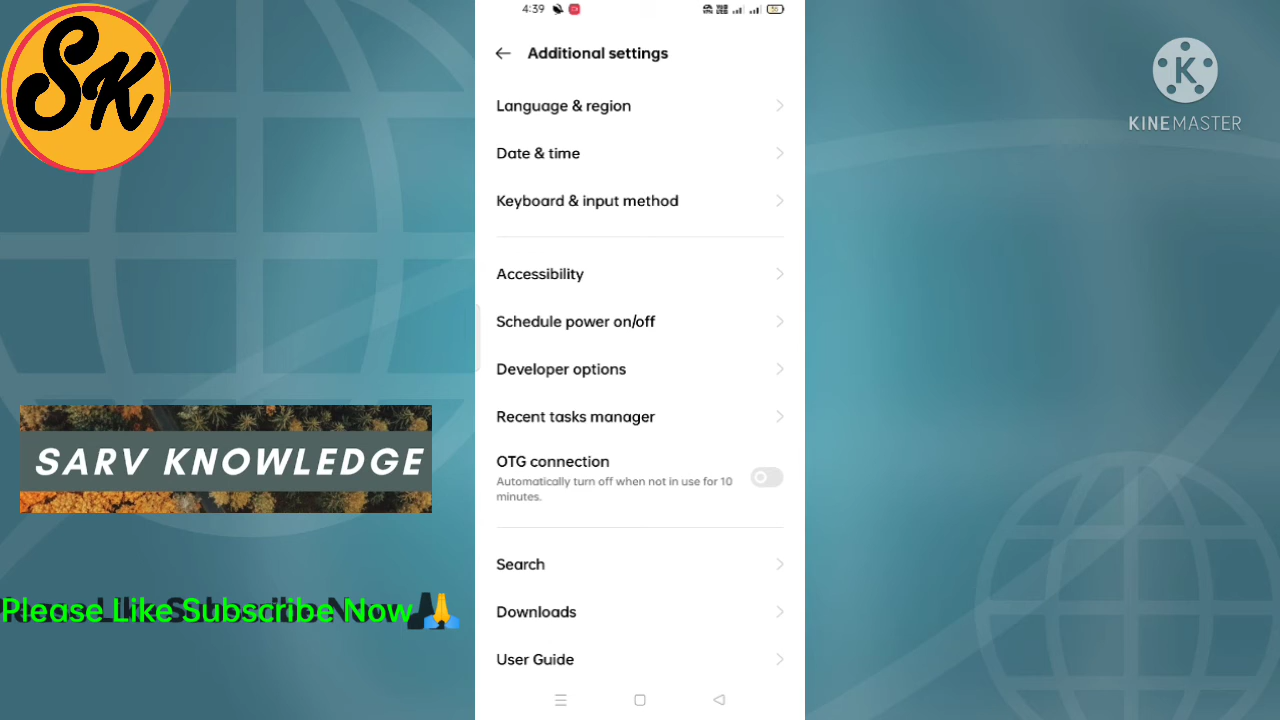 SK
SARV KNOWLEDGE
Please Like Subscribe Now🙏
4:39
56
Additional settings
Language & region
Date & time
Keyboard & input method
Accessibility
Schedule power on/off
Developer options
Recent tasks manager
OTG connection
Automatically turn off when not in use for 10
minutes.
Search
Downloads
User Guide
K
KINEMASTER